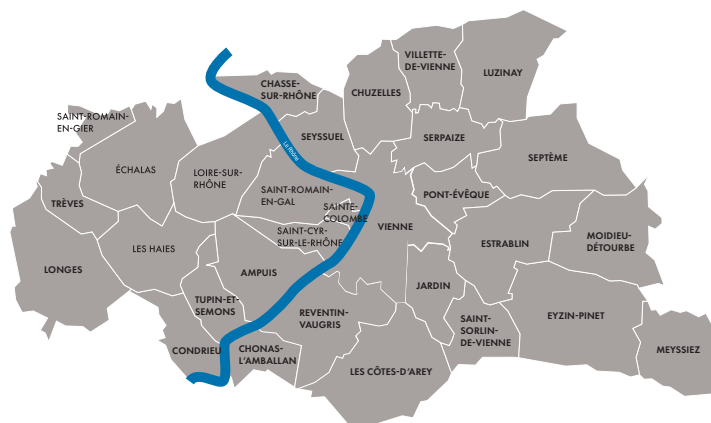 VILLETTE-
DE-VIENNE
LUZINAY
CHASSE-
SUR-RHÔNE
CHUZELLES
SAINT-ROMAIN-
EN-GIER
SEYSSUEL
SERPAIZE
Le Rhône
SEPTÈME
ÉCHALAS
LOIRE-SUR-
RHÔNE
SAINT-ROMAIN-
EN-GAL
PONT-ÉVÊQUE
TRÈVES
SAINTE-
COLOMBE
VIENNE
SAINT-CYR-
SUR-LE-RHÔNE
MOIDIEU-
DÉTOURBE
LES HAIES
ESTRABLIN
LONGES
AMPUIS
JARDIN
TUPIN-ET-
SEMONS
REVENTIN-
VAUGRIS
SAINT-
SORLIN-
DE-VIENNE
EYZIN-PINET
CONDRIEU
CHONAS-
L'AMBALLAN
MEYSSIEZ
LES CÔTES-D'AREY